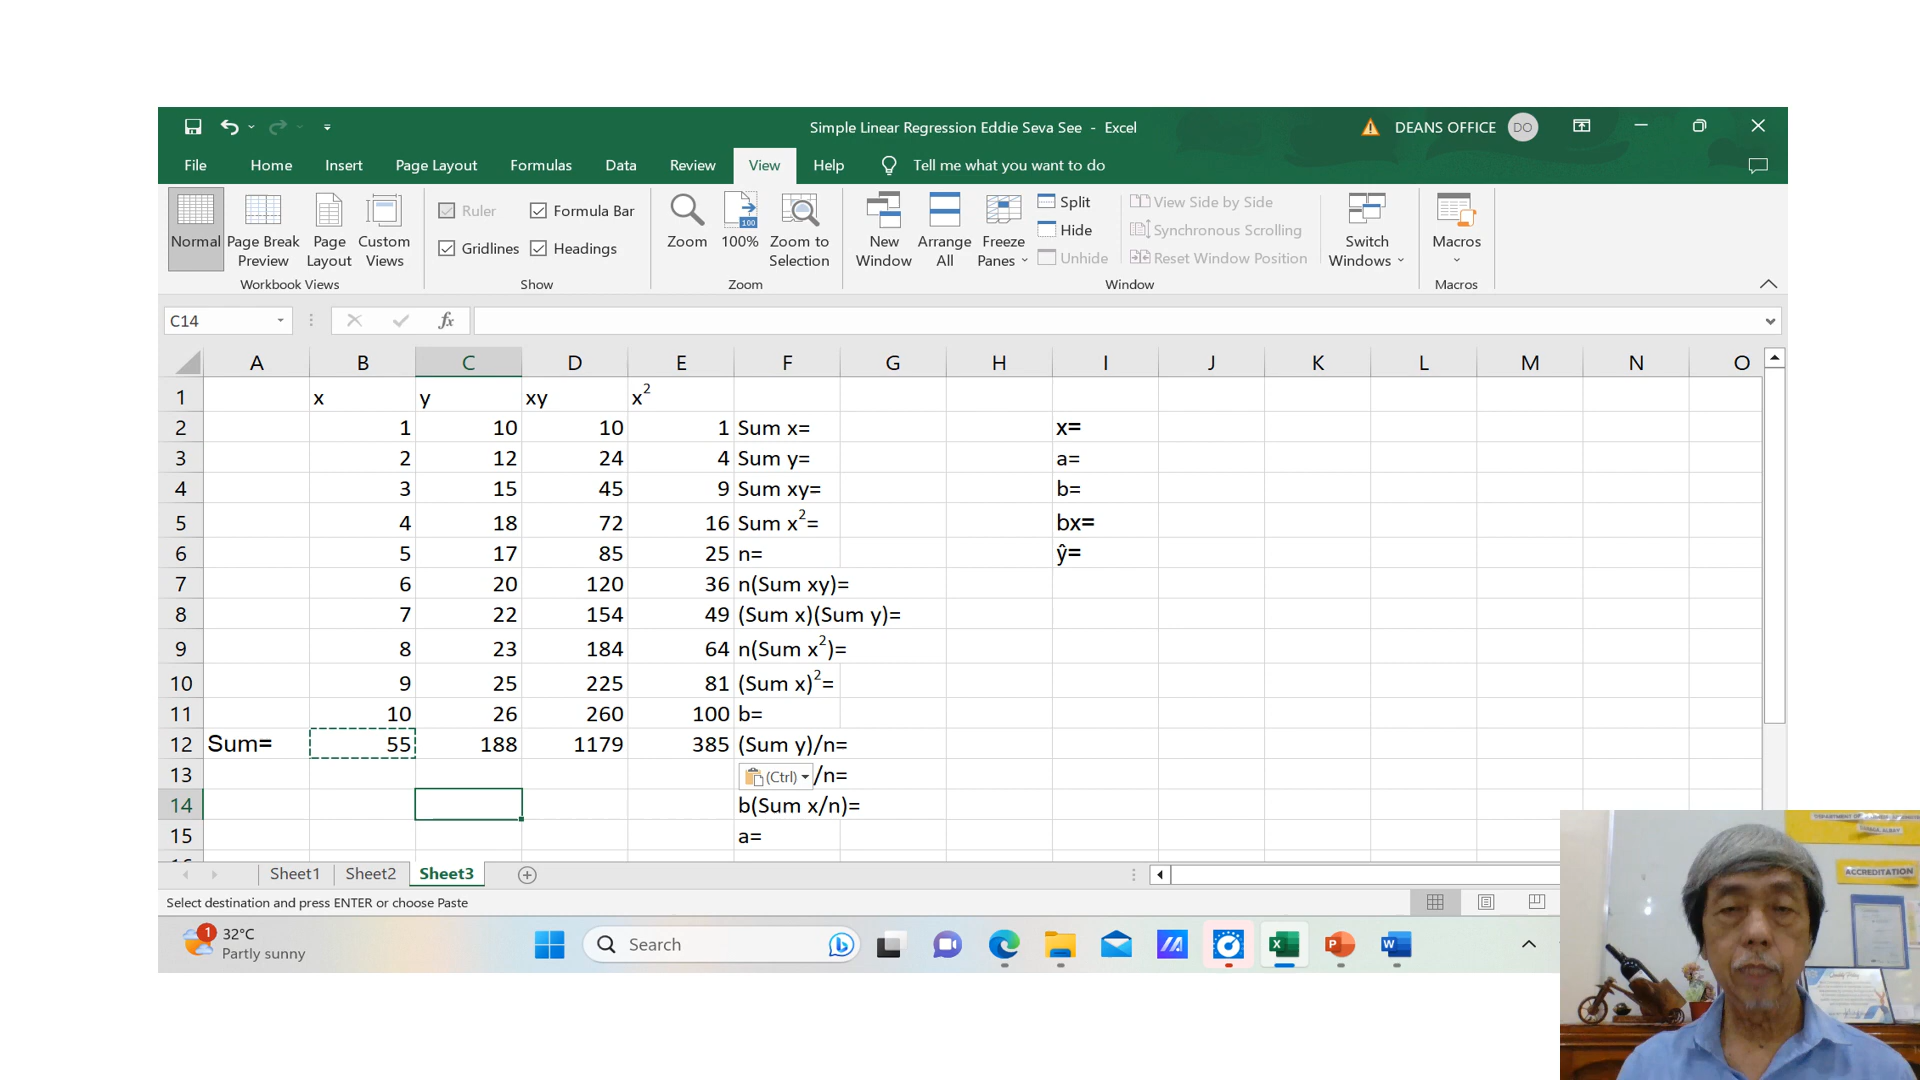 Simple Linear Regression Eddie Seva See - Excel
DEANS OFFICE DO
File Home Insert Page Layout Formulas Data Review View Help Tell me what you want to do
Normal
Page Break Preview
Page Layout
Custom Views
Workbook Views
Ruler Formula Bar
Gridlines Headings
Show
Zoom
100
100%
Zoom to Selection
Zoom
New Window
Arrange All
Freeze Panes
Split
Hide
Unhide
View Side by Side
Synchronous Scrolling
Reset Window Position
Window
Switch Windows
Macros
Macros
C14 fx
A B C D E F G H I J K L M N O
1 x y xy x²
2 1 10 10 1 Sum x= x=
3 2 12 24 4 Sum y= a=
4 3 15 45 9 Sum xy= b=
5 4 18 72 16 Sum x²= bx=
6 5 17 85 25 n= ŷ=
7 6 20 120 36 n(Sum xy)=
8 7 22 154 49 (Sum x)(Sum y)=
9 8 23 184 64 n(Sum x²)=
10 9 25 225 81 (Sum x)²=
11 10 26 260 100 b=
12 Sum= 55 188 1179 385 (Sum y)/n=
13 (Ctrl) /n=
14 b(Sum x/n)=
15 a=
Sheet1 Sheet2 Sheet3
Select destination and press ENTER or choose Paste
1 32°C
Partly sunny
Search
ACCREDITATION